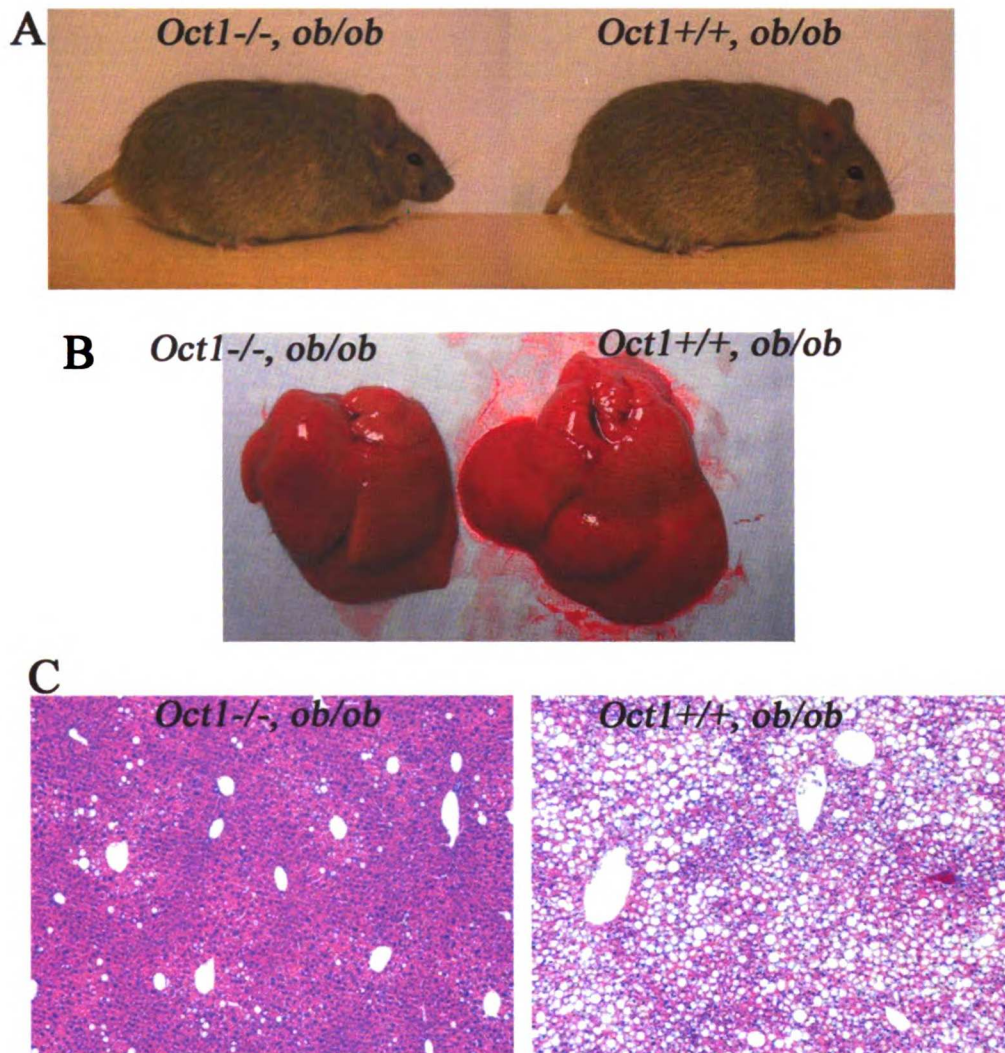 A
Oct1-/-, ob/ob Oct1+/+, ob/ob
B Oct1-/-, ob/ob Oct1+/+, ob/ob
C
Oct1-/-, ob/ob Oct1+/+, ob/ob